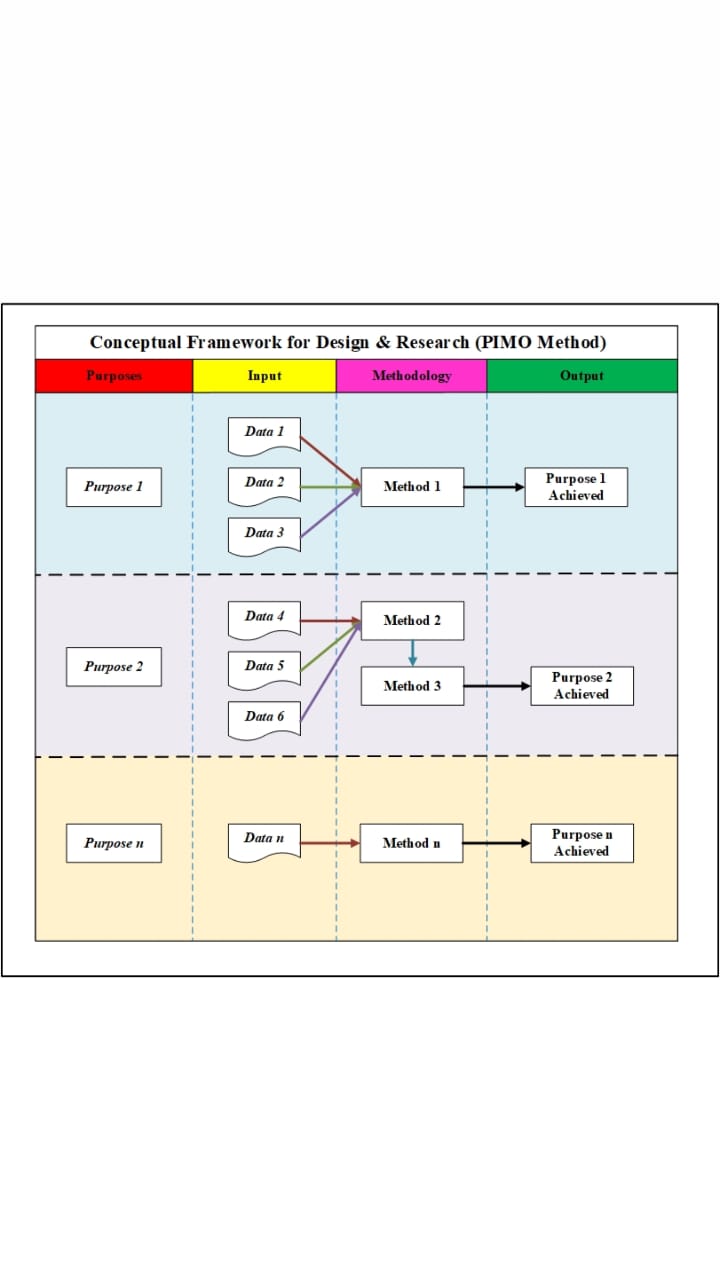 Conceptual Framework for Design & Research (PIMO Method)
Purposes
Input
Methodology
Output
Purpose 1
Data 1
Data 2
Data 3
Method 1
Purpose 1
Achieved
Purpose 2
Data 4
Data 5
Data 6
Method 2
Method 3
Purpose 2
Achieved
Purpose n
Data n
Method n
Purpose n
Achieved